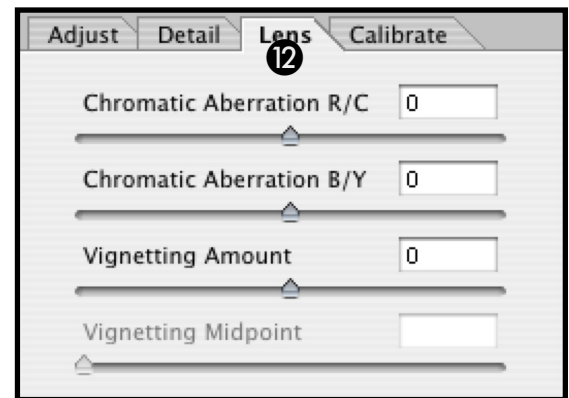 Adjust Detail Lens Calibrate
12
Chromatic Aberration R/C 0
Chromatic Aberration B/Y 0
Vignetting Amount 0
Vignetting Midpoint